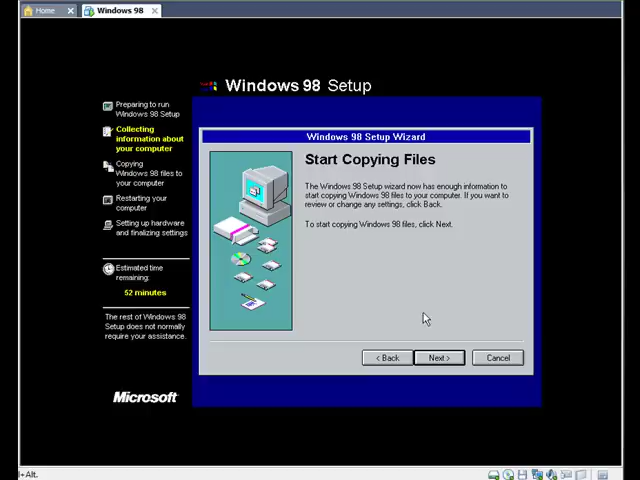 Home
Windows 98
Windows 98 Setup
Preparing to run
Windows 98 Setup
Collecting
information about
your computer
Copying
Windows 98 files to
your computer
Restarting your
computer
Setting up hardware
and finalizing settings
Estimated time
remaining:
52 minutes
The rest of Windows 98
Setup does not normally
require your assistance.
Microsoft
Windows 98 Setup Wizard
Start Copying Files
The Windows 98 Setup wizard now has enough information to
start copying Windows 98 files to your computer. If you want to
review or change any settings, click Back.
To start copying Windows 98 files, click Next.
< Back
Next >
Cancel
l+Alt.